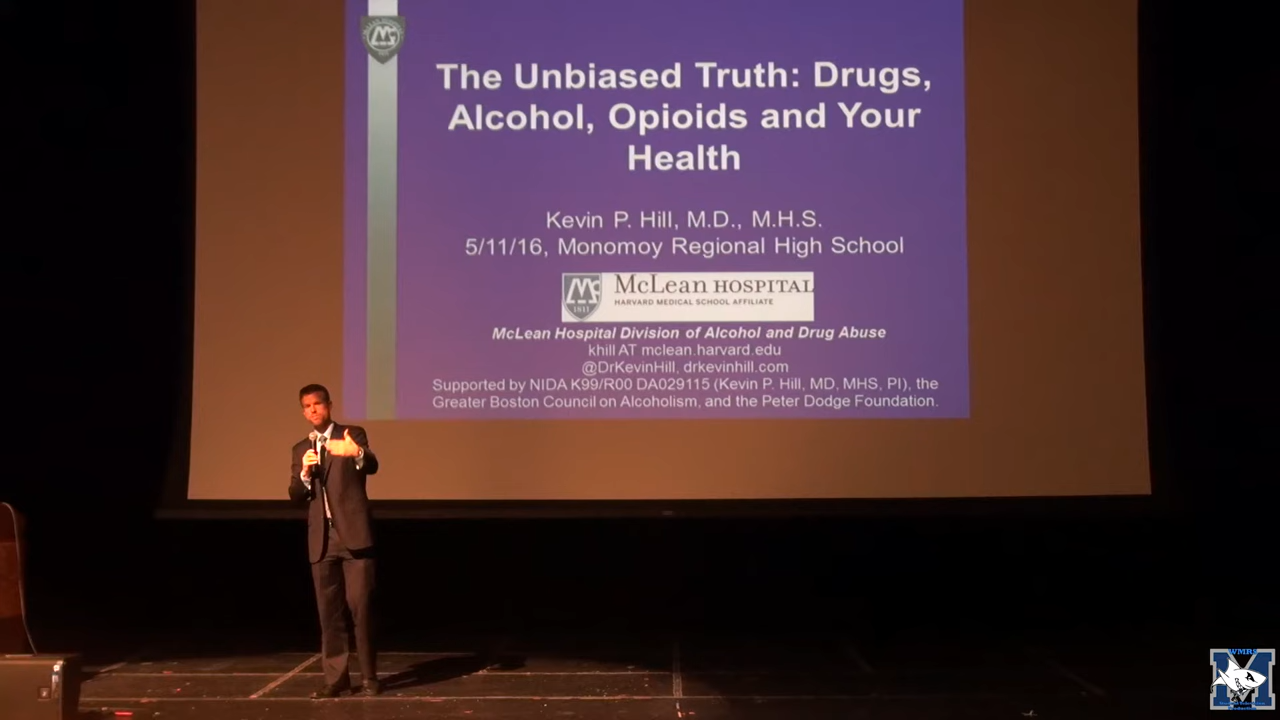 The Unbiased Truth: Drugs,
Alcohol, Opioids and Your
Health
Kevin P. Hill, M.D., M.H.S.
5/11/16, Monomoy Regional High School
McLean HOSPITAL
HARVARD MEDICAL SCHOOL AFFILIATE
1811
McLean Hospital Division of Alcohol and Drug Abuse
khill AT mclean.harvard.edu
@DrKevinHill, drkevinhill.com
Supported by NIDA K99/R00 DA029115 (Kevin P. Hill, MD, MHS, PI), the
Greater Boston Council on Alcoholism, and the Peter Dodge Foundation.
WMRS